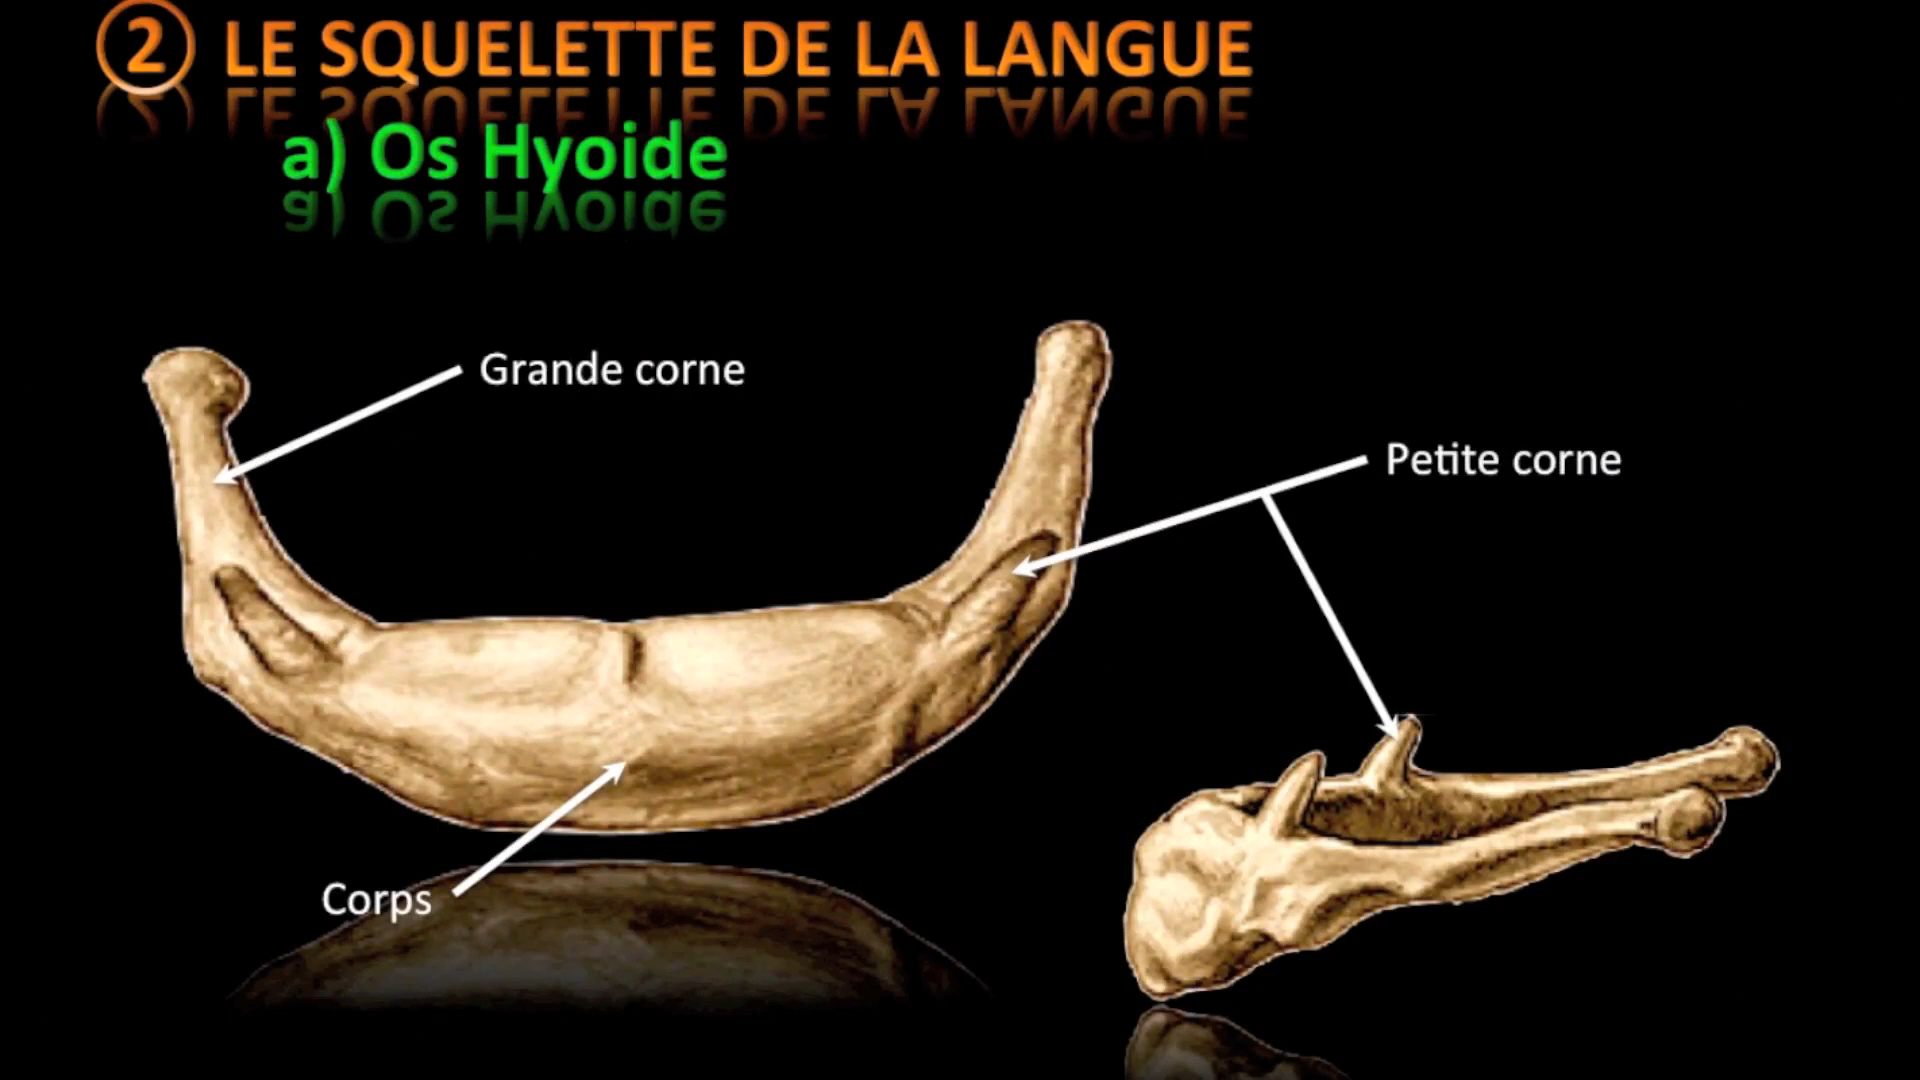 2 LE SQUELETTE DE LA LANGUE
a) Os Hyoide
Grande corne
Petite corne
Corps